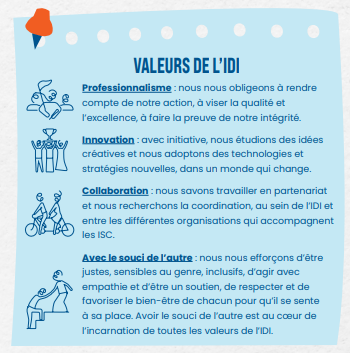 VALEURS DE L'IDI
Professionnalisme : nous nous obligeons à rendre
compte de notre action, à viser la qualité et
l'excellence, à faire la preuve de notre intégrité.
Innovation : avec initiative, nous étudions des idées
créatives et nous adoptons des technologies et
stratégies nouvelles, dans un monde qui change.
Collaboration : nous savons travailler en partenariat
et nous recherchons la coordination, au sein de l'IDI et
entre les différentes organisations qui accompagnent
les ISC.
Avec le souci de l'autre : nous nous efforçons d'être
justes, sensibles au genre, inclusifs, d'agir avec
empathie et d'être un soutien, de respecter et de
favoriser le bien-être de chacun pour qu'il se sente
à sa place. Avoir le souci de l'autre est au cœur de
l'incarnation de toutes les valeurs de l'IDI.